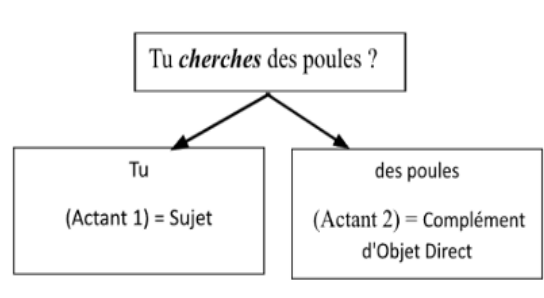 Tu cherches des poules ?
Tu
(Actant 1) = Sujet
des poules
(Actant 2) = Complément
d'Objet Direct